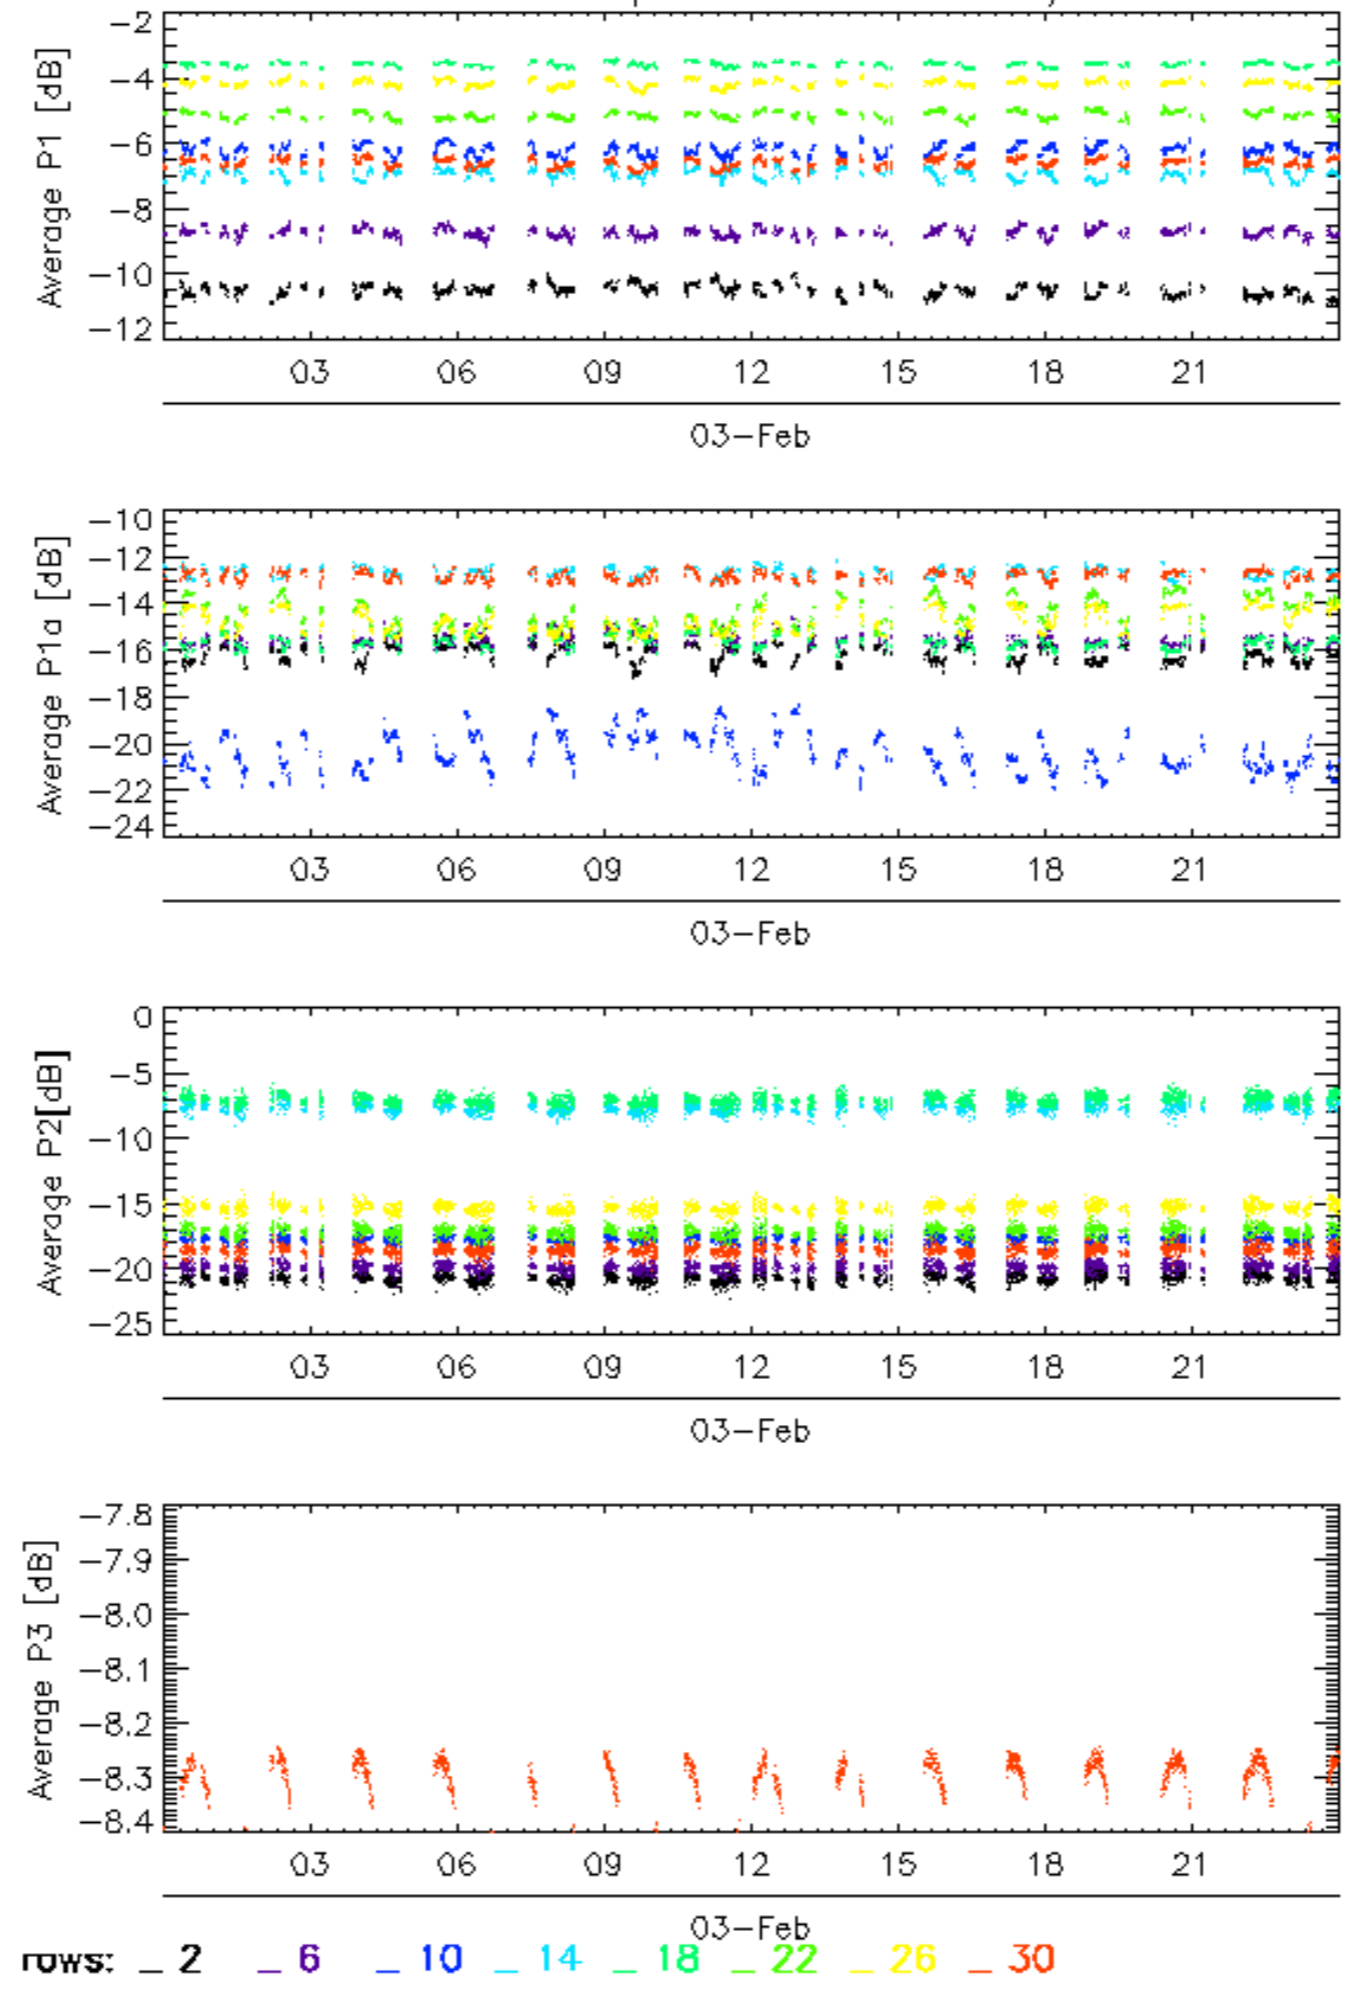 Average P1 [dB]
-2
-4
-6
-8
-10
-12
03 06 09 12 15 18 21
03-Feb
Average P1a [dB]
-10
-12
-14
-16
-18
-20
-22
-24
03 06 09 12 15 18 21
03-Feb
Average P2[dB]
0
-5
-10
-15
-20
-25
03 06 09 12 15 18 21
03-Feb
Average P3 [dB]
-7.8
-7.9
-8.0
-8.1
-8.2
-8.3
-8.4
03 06 09 12 15 18 21
03-Feb
rows: _ 2 _ 6 _ 10 _ 14 _ 18 _ 22 _ 26 _ 30